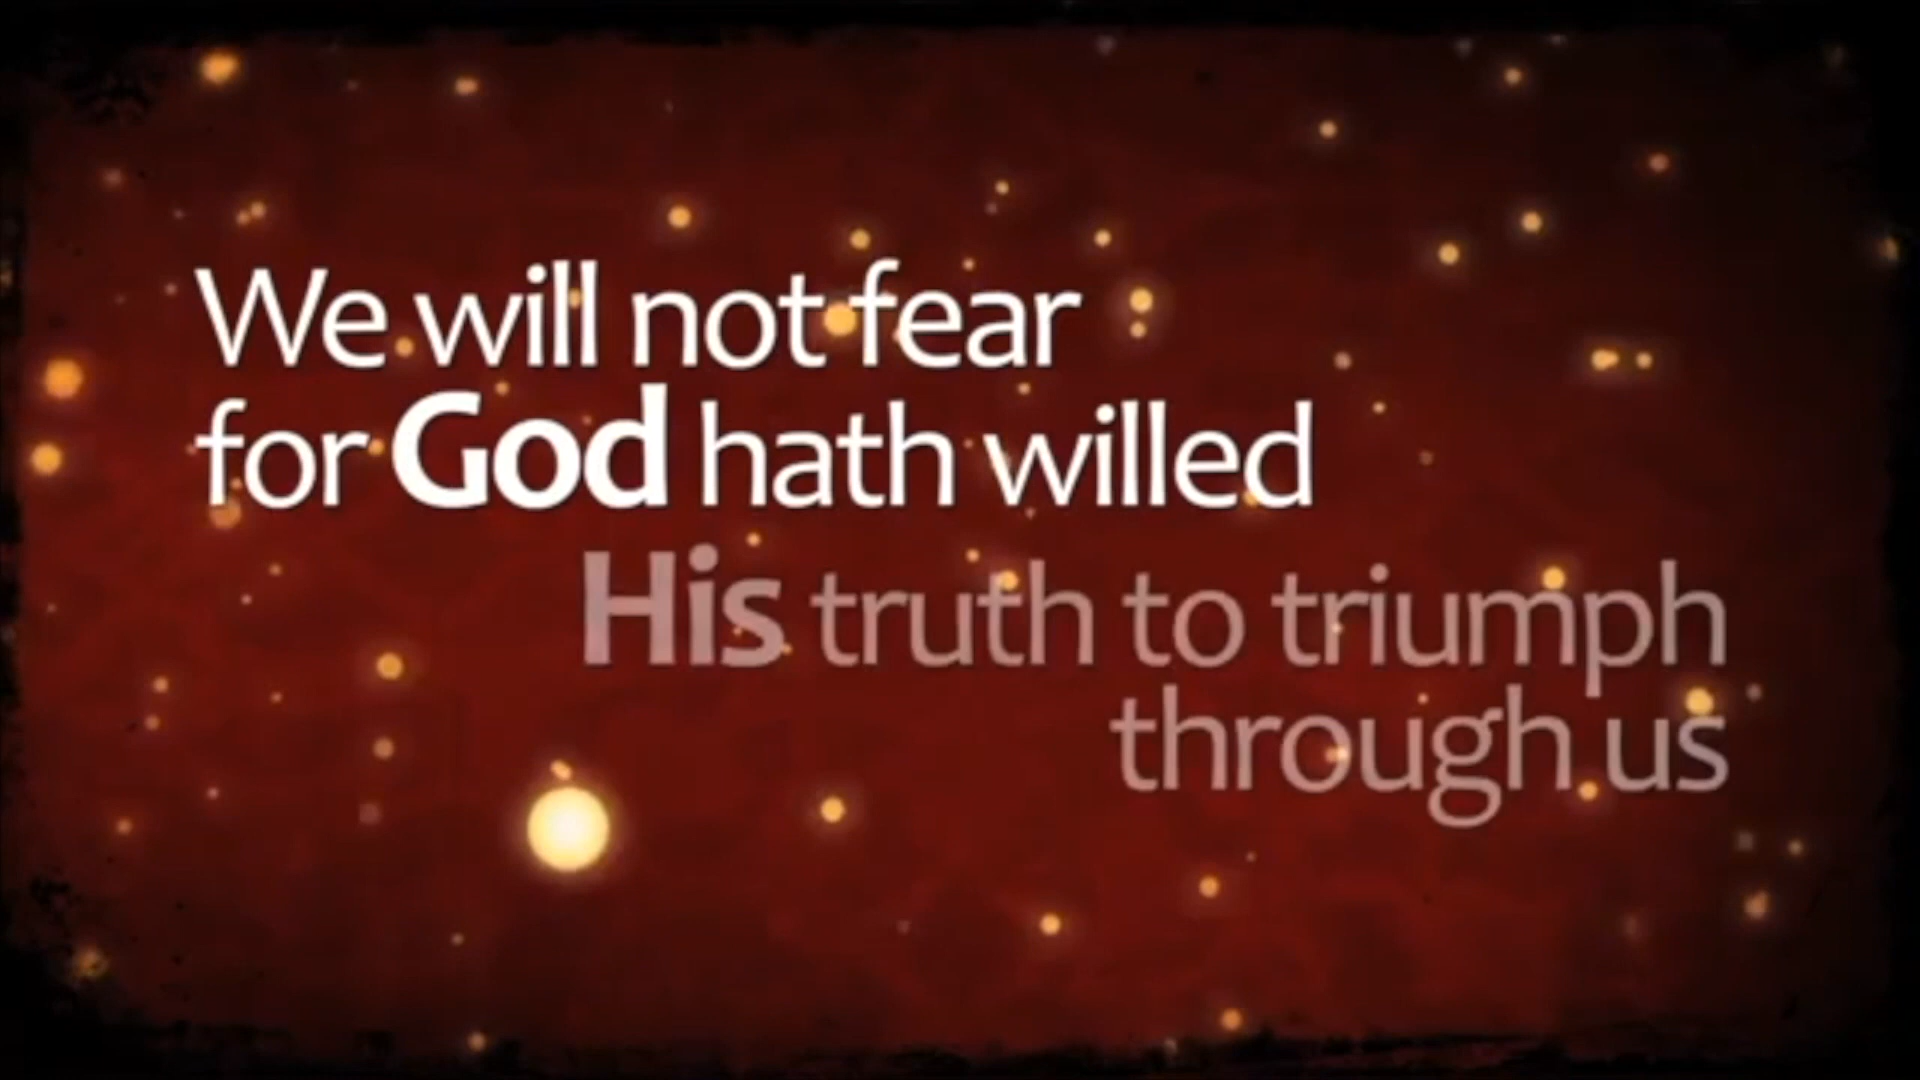 We will not fear
for God hath willed
His truth to triumph
through us